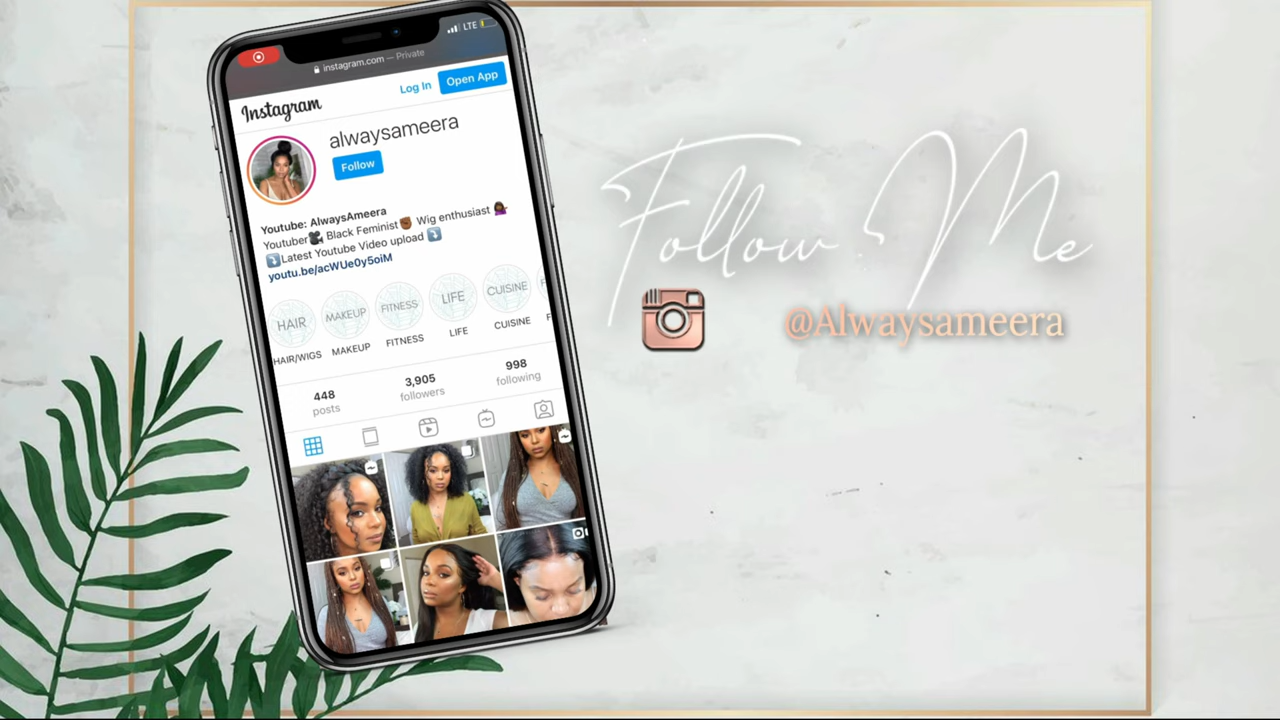 LTE
instagram.com — Private
Instagram
Log In
Open App
alwaysameera
Follow
Youtube: AlwaysAmeera
Youtuber🎥 Black Feminist✊🏾 Wig enthusiast 💁🏾‍♀️
⤵️Latest Youtube Video upload ⤵️
youtu.be/acWUe0y5oiM
HAIR MAKEUP FITNESS LIFE CUISINE F
HAIR/WIGS MAKEUP FITNESS LIFE CUISINE F
448 3,905 998
posts followers following
Follow Me
@Alwaysameera